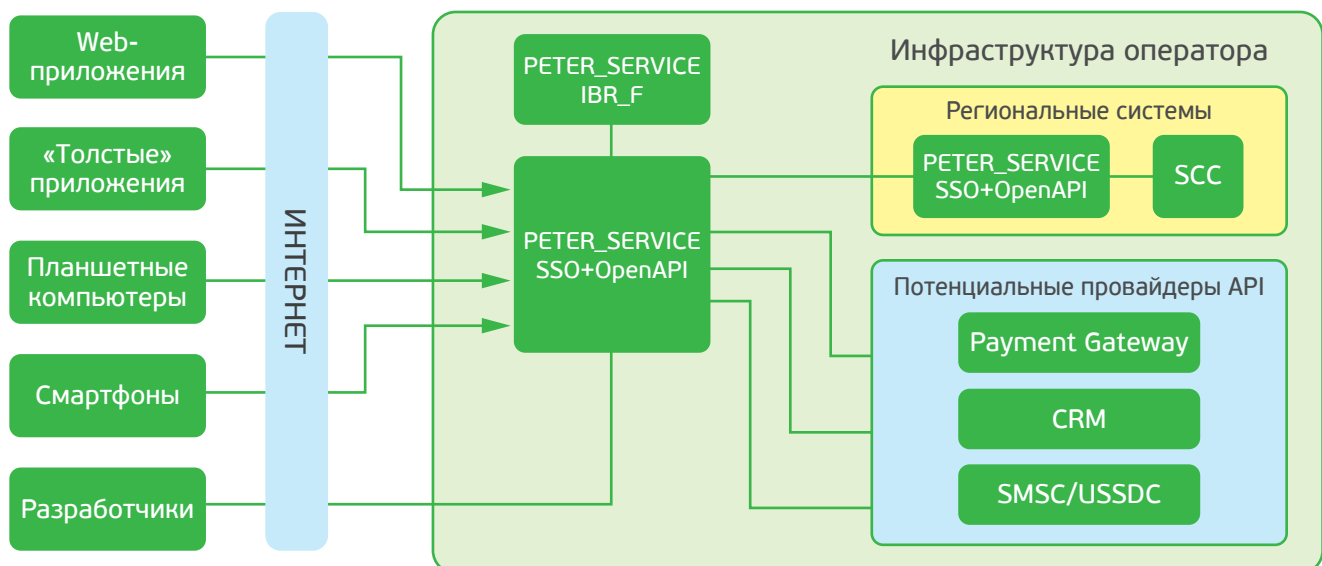 Web-
приложения
«Толстые»
приложения
Планшетные
компьютеры
Смартфоны
Разработчики
ИНТЕРНЕТ
PETER_SERVICE
IBR_F
PETER_SERVICE
SSO+OpenAPI
Инфраструктура оператора
Региональные системы
PETER_SERVICE
SSO+OpenAPI
SCC
Потенциальные провайдеры API
Payment Gateway
CRM
SMSC/USSDC